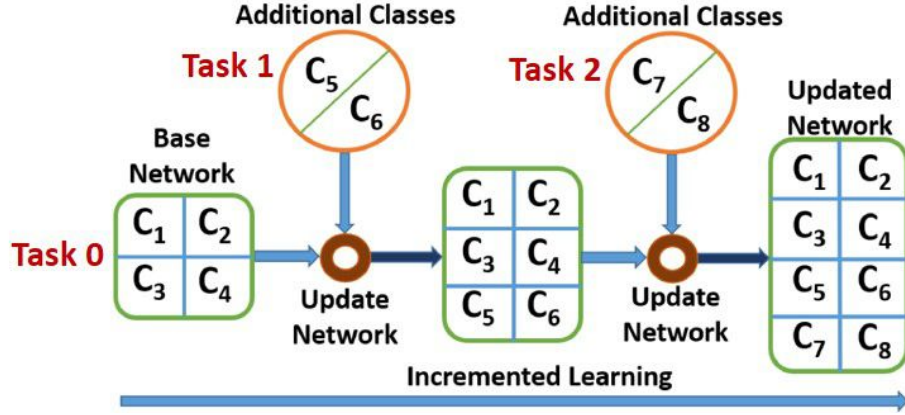 Additional Classes
Task 1
C5
C6
Additional Classes
Task 2
C7
C8
Base
Network
Task 0
C1 C2
C3 C4
Update
Network
C1 C2
C3 C4
C5 C6
Update
Network
Updated
Network
C1 C2
C3 C4
C5 C6
C7 C8
Incremented Learning